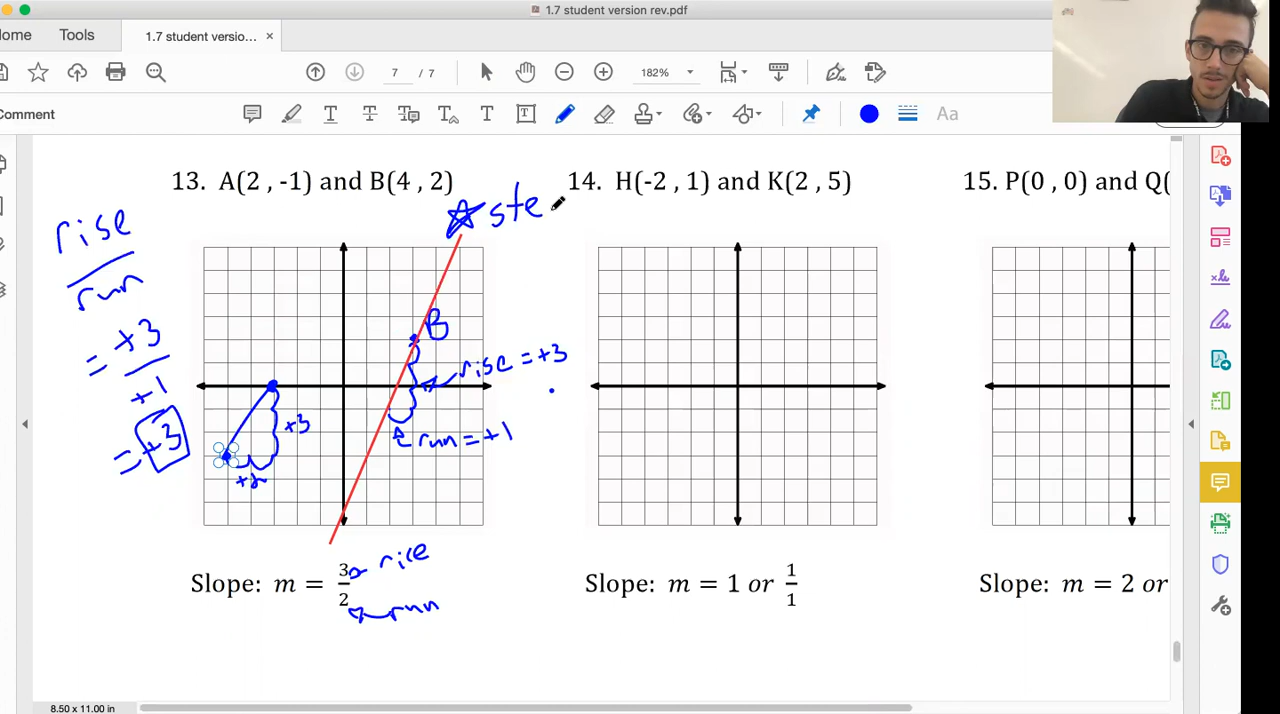 1.7 student version rev.pdf
ome
Tools
1.7 student versio...
7 / 7
182%
Comment
Aa
13. A(2 , -1) and B(4 , 2)
14. H(-2 , 1) and K(2 , 5)
15. P(0 , 0) and Q(
ste
rise
run
= +3
+1
= +3
B
rise = +3
run = +1
+3
+2
Slope: m = 3/2
rise
run
Slope: m = 1 or 1/1
Slope: m = 2 or
8.50 x 11.00 in